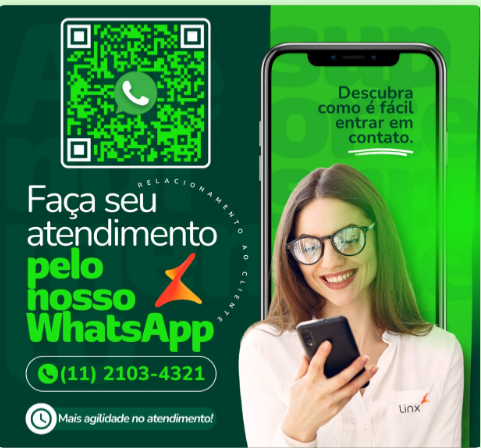 Descubra
como é fácil
entrar em
contato.
RELACIONAMENTO AO CLIENTE
Faça seu
atendimento
pelo
nosso
WhatsApp
(11) 2103-4321
Mais agilidade no atendimento!
Linx